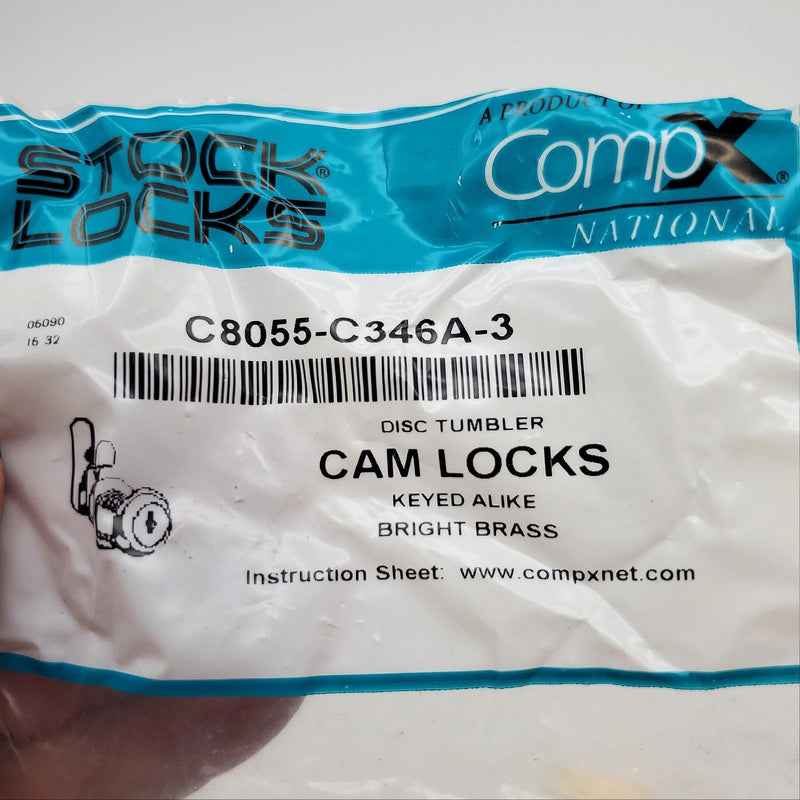 STOCK®
LOCKS
A PRODUCT OF
CompX®
NATIONAL
06090
16 32
C8055-C346A-3
DISC TUMBLER
CAM LOCKS
KEYED ALIKE
BRIGHT BRASS
Instruction Sheet: www.compxnet.com